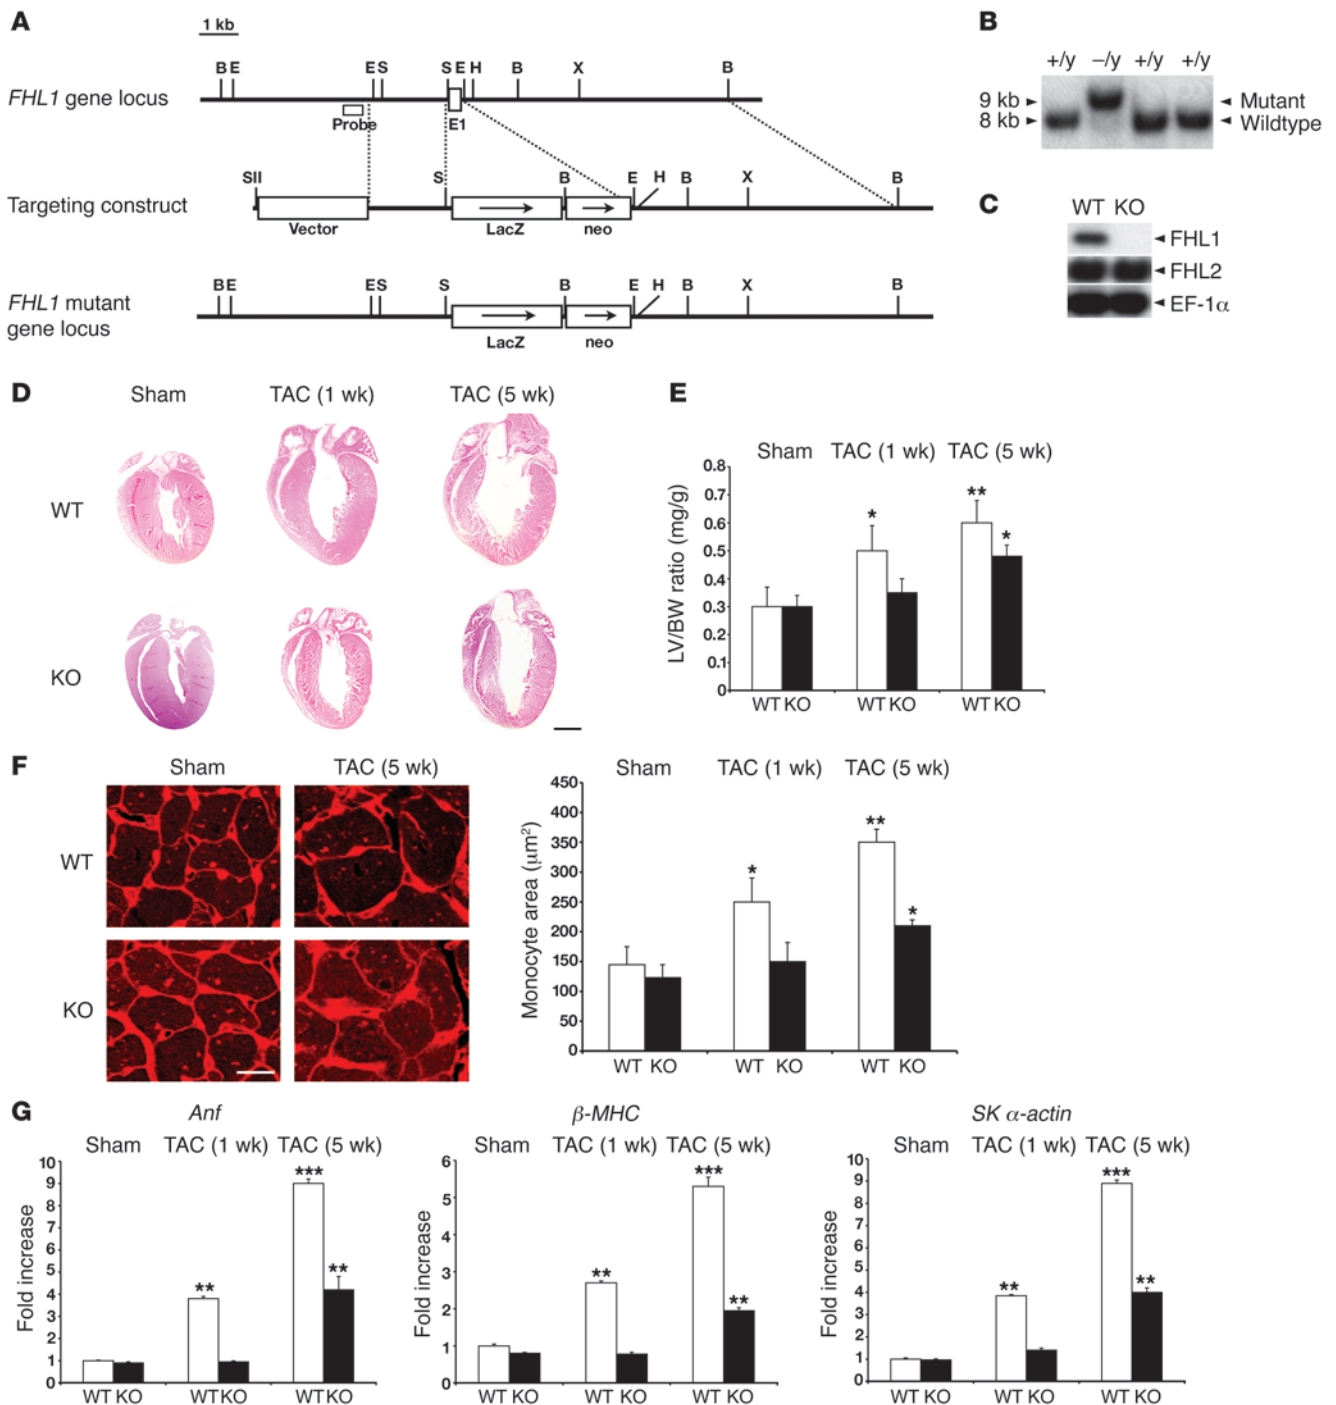 A
1 kb
B E E S S E H B X B
FHL1 gene locus
Probe E1
SII S B E H B X B
Targeting construct
Vector LacZ neo
B E E S S B E H B X B
FHL1 mutant
gene locus
LacZ neo
B
+/y –/y +/y +/y
9 kb Mutant
8 kb Wildtype
C
WT KO
FHL1
FHL2
EF-1α
D
Sham TAC (1 wk) TAC (5 wk)
WT
KO
E
Sham TAC (1 wk) TAC (5 wk)
LV/BW ratio (mg/g)
0.8
0.7
0.6
0.5
0.4
0.3
0.2
0.1
0
* ** *
WT KO WT KO WT KO
F
Sham TAC (5 wk)
WT
KO
Sham TAC (1 wk) TAC (5 wk)
Monocyte area (µm²)
450
400
350
300
250
200
150
100
50
0
* ** *
WT KO WT KO WT KO
G
Anf
Sham TAC (1 wk) TAC (5 wk)
Fold increase
10
9
8
7
6
5
4
3
2
1
0
** *** **
WT KO WT KO WT KO
β-MHC
Sham TAC (1 wk) TAC (5 wk)
Fold increase
6
5
4
3
2
1
0
** *** **
WT KO WT KO WT KO
SK α-actin
Sham TAC (1 wk) TAC (5 wk)
Fold increase
10
9
8
7
6
5
4
3
2
1
0
** *** **
WT KO WT KO WT KO